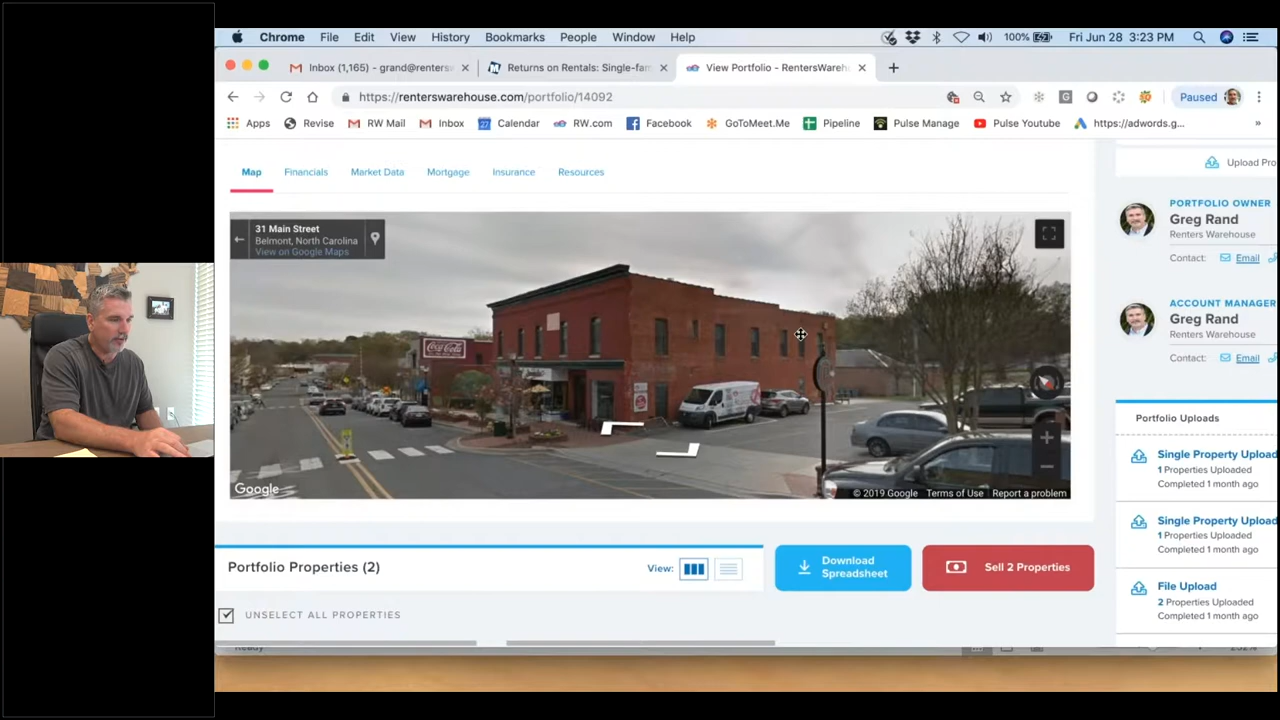 Chrome File Edit View History Bookmarks People Window Help 100% Fri Jun 28 3:23 PM
Inbox (1,165) - grand@rentersw Returns on Rentals: Single-fam View Portfolio - RentersWareh
https://renterswarehouse.com/portfolio/14092 Paused
Apps Revise RW Mail Inbox 27 Calendar RW.com Facebook GoToMeet.Me Pipeline Pulse Manage Pulse Youtube https://adwords.g... »
Map Financials Market Data Mortgage Insurance Resources
31 Main Street
Belmont, North Carolina
View on Google Maps
Coca-Cola
Google
© 2019 Google Terms of Use Report a problem
Portfolio Properties (2)
View:
Download
Spreadsheet
Sell 2 Properties
UNSELECT ALL PROPERTIES
Ready
Upload Pro
PORTFOLIO OWNER
Greg Rand
Renters Warehouse
Contact: Email
ACCOUNT MANAGER
Greg Rand
Renters Warehouse
Contact: Email
Portfolio Uploads
Single Property Upload
1 Properties Uploaded
Completed 1 month ago
Single Property Upload
1 Properties Uploaded
Completed 1 month ago
File Upload
2 Properties Uploaded
Completed 1 month ago